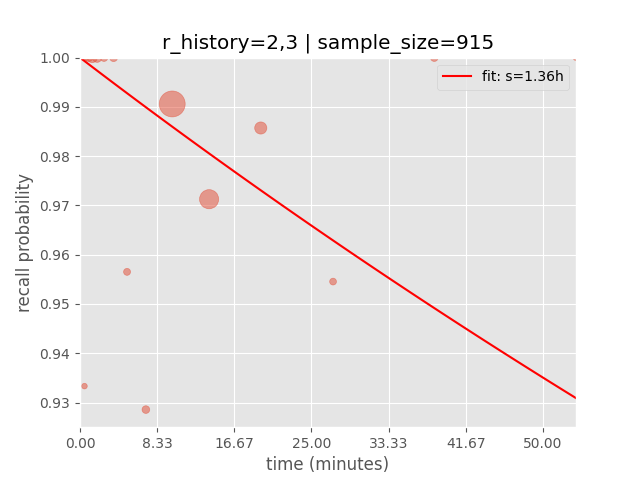 r_history=2,3 | sample_size=915
fit: s=1.36h
1.00
0.99
0.98
0.97
0.96
0.95
0.94
0.93
recall probability
0.00 8.33 16.67 25.00 33.33 41.67 50.00
time (minutes)